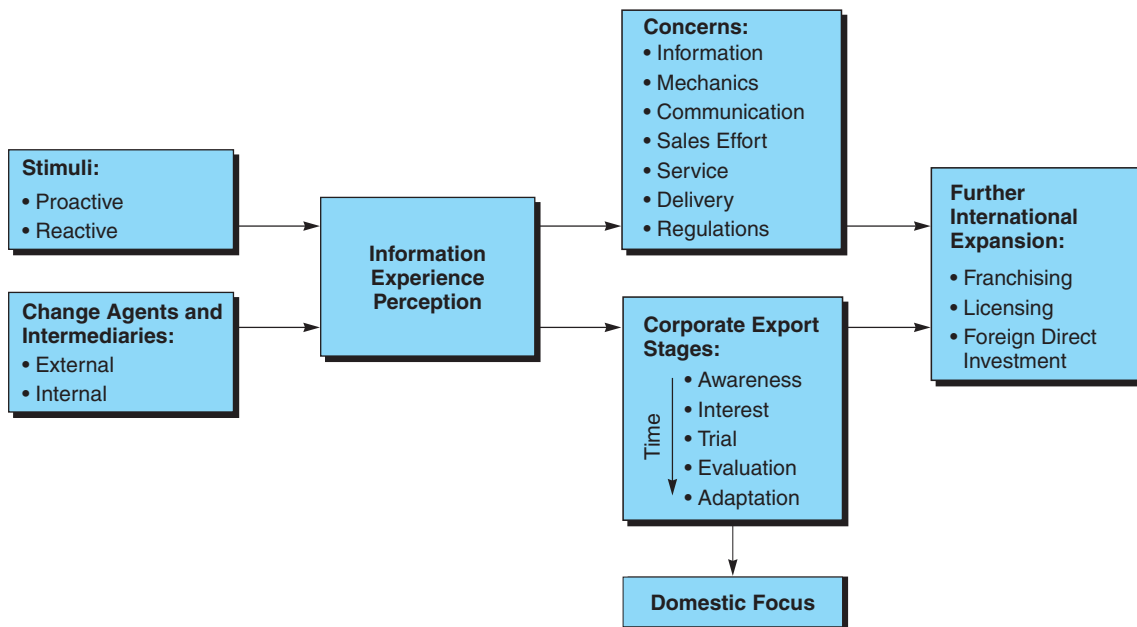 Stimuli:
• Proactive
• Reactive
Change Agents and
Intermediaries:
• External
• Internal
Information
Experience
Perception
Concerns:
• Information
• Mechanics
• Communication
• Sales Effort
• Service
• Delivery
• Regulations
Corporate Export
Stages:
Time
• Awareness
• Interest
• Trial
• Evaluation
• Adaptation
Domestic Focus
Further
International
Expansion:
• Franchising
• Licensing
• Foreign Direct
Investment